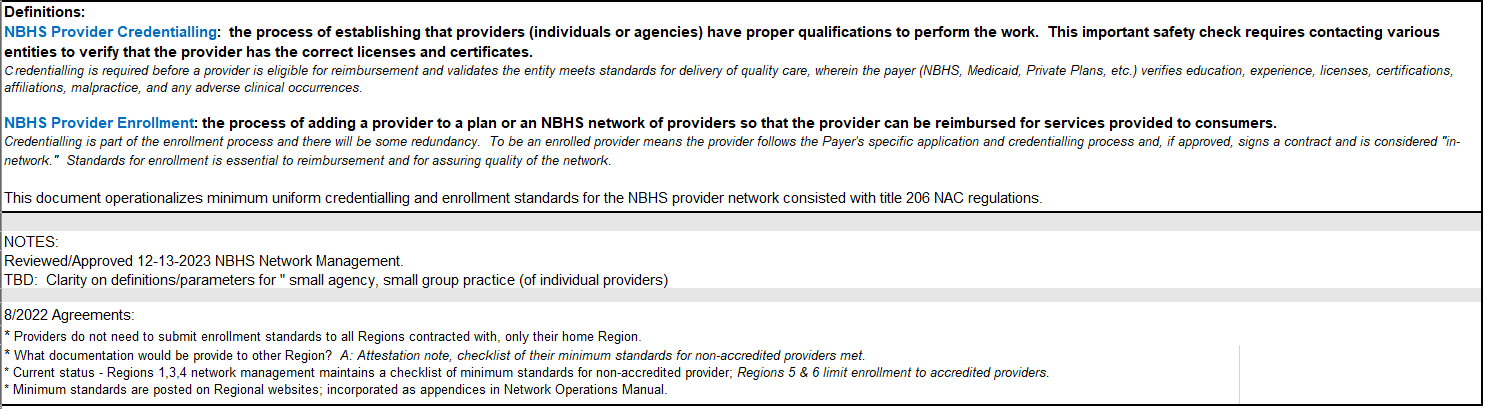 Definitions:
NBHS Provider Credentialling:  the process of establishing that providers (individuals or agencies) have proper qualifications to perform the work.  This important safety check requires contacting various
entities to verify that the provider has the correct licenses and certificates.
Credentialling is required before a provider is eligible for reimbursement and validates the entity meets standards for delivery of quality care, wherein the payer (NBHS, Medicaid, Private Plans, etc.) verifies education, experience, licenses, certifications,
affiliations, malpractice, and any adverse clinical occurrences.
NBHS Provider Enrollment: the process of adding a provider to a plan or an NBHS network of providers so that the provider can be reimbursed for services provided to consumers.
Credentialling is part of the enrollment process and there will be some redundancy.  To be an enrolled provider means the provider follows the Payer's specific application and credentialling process and, if approved, signs a contract and is considered "in-
network."  Standards for enrollment is essential to reimbursement and for assuring quality of the network.
This document operationalizes minimum uniform credentialling and enrollment standards for the NBHS provider network consisted with title 206 NAC regulations.
NOTES:
Reviewed/Approved 12-13-2023 NBHS Network Management.
TBD:  Clarity on definitions/parameters for " small agency, small group practice (of individual providers)
8/2022 Agreements:
* Providers do not need to submit enrollment standards to all Regions contracted with, only their home Region.
* What documentation would be provide to other Region?  A: Attestation note, checklist of their minimum standards for non-accredited providers met.
* Current status - Regions 1,3,4 network management maintains a checklist of minimum standards for non-accredited provider; Regions 5 & 6 limit enrollment to accredited providers.
* Minimum standards are posted on Regional websites; incorporated as appendices in Network Operations Manual.